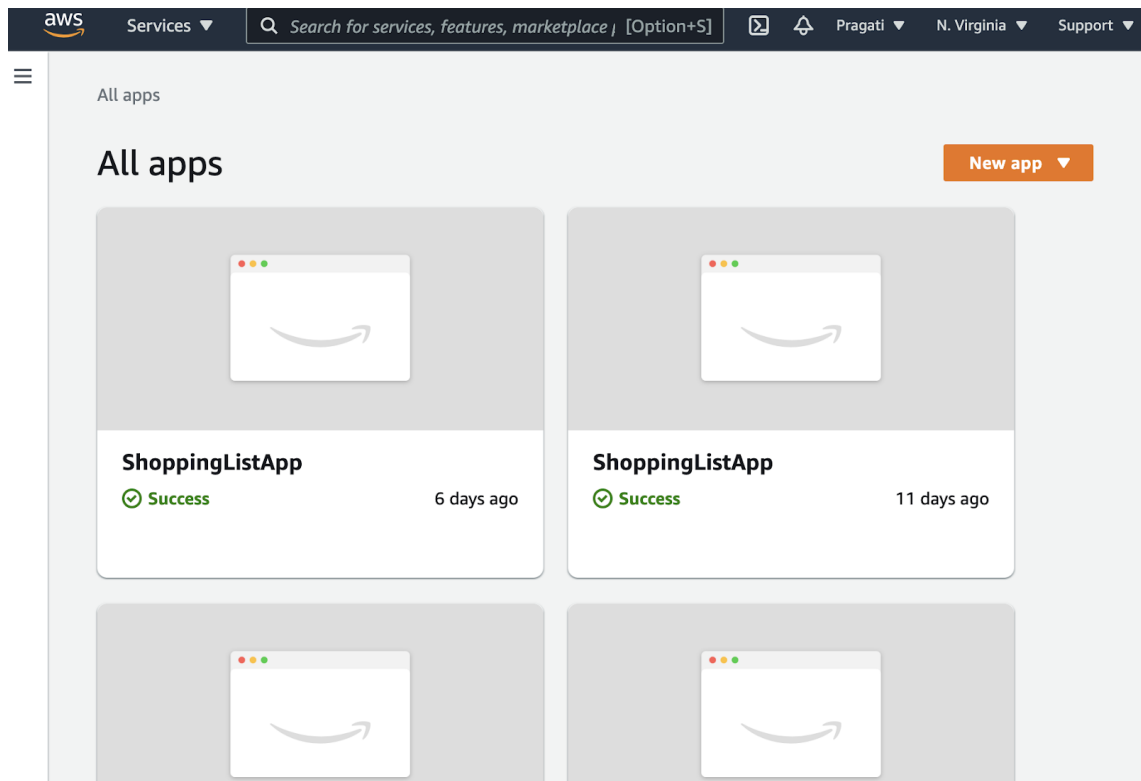 aws
Services ▼
Search for services, features, marketplace [Option+S]
Pragati ▼
N. Virginia ▼
Support ▼
All apps
All apps
New app ▼
ShoppingListApp
Success
6 days ago
ShoppingListApp
Success
11 days ago